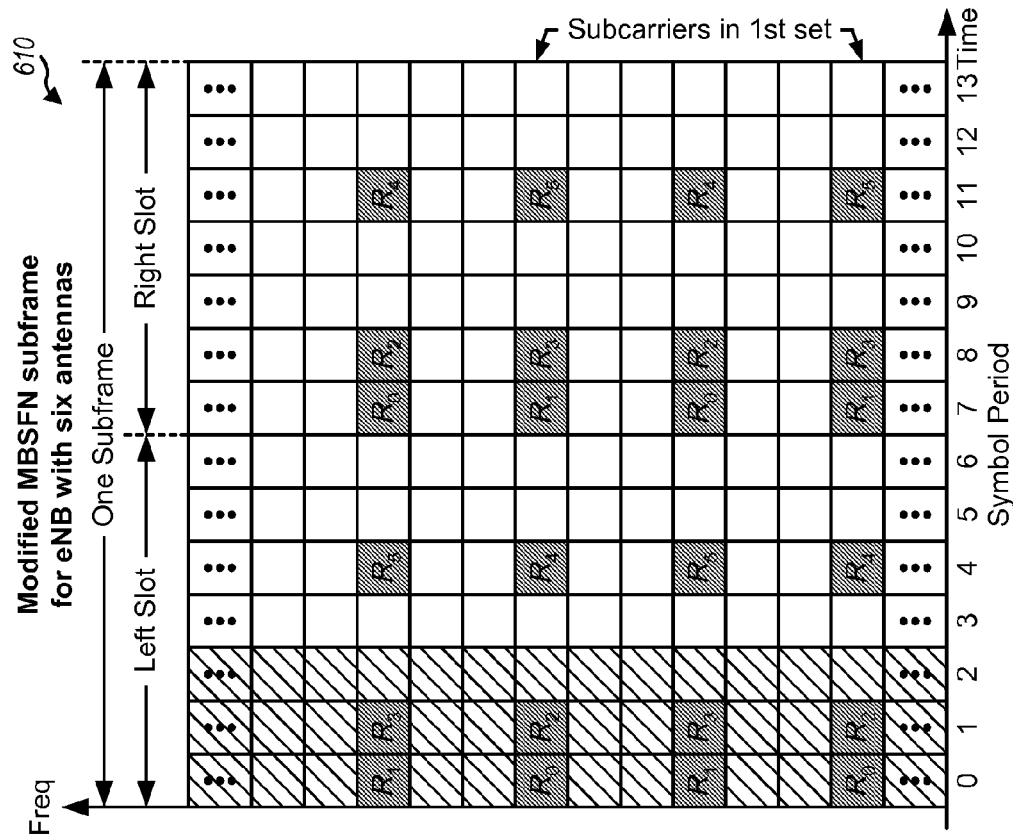 610
Modified MBSFN subframe
for eNB with six antennas
One Subframe
Left Slot
Right Slot
Freq
R₁ R₃ R₅ R₀ R₂ R₄
R₀ R₂ R₄ R₁ R₃ R₅
R₁ R₃ R₅ R₀ R₂ R₄
R₀ R₂ R₄ R₁ R₃ R₅
Subcarriers in 1st set
0 1 2 3 4 5 6 7 8 9 10 11 12 13 Time
Symbol Period